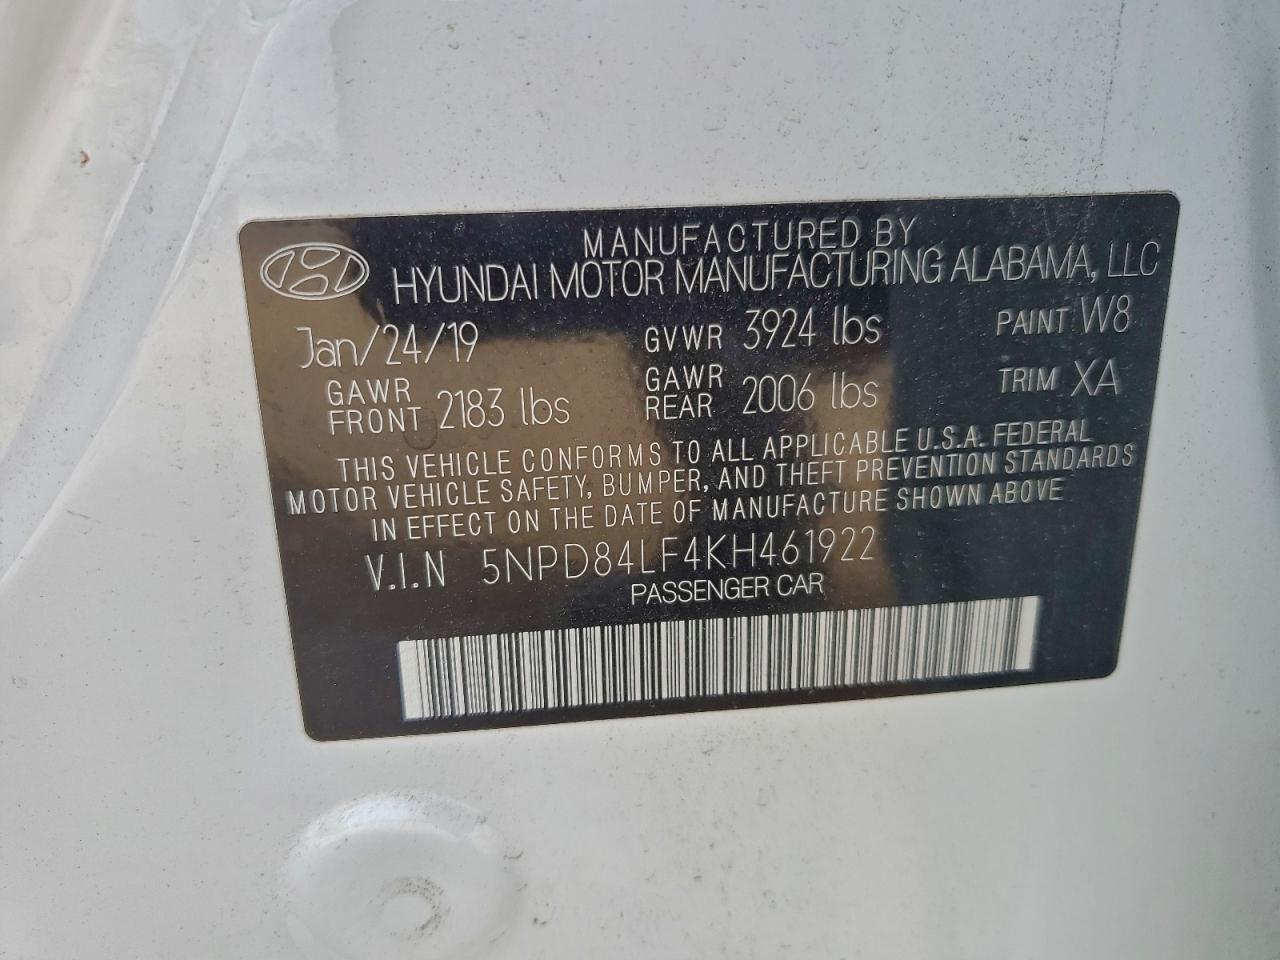 MANUFACTURED BY
HYUNDAI MOTOR MANUFACTURING ALABAMA, LLC
Jan/24/19 GVWR 3924 lbs PAINT W8
GAWR FRONT 2183 lbs GAWR REAR 2006 lbs TRIM XA
THIS VEHICLE CONFORMS TO ALL APPLICABLE U.S.A. FEDERAL
MOTOR VEHICLE SAFETY, BUMPER, AND THEFT PREVENTION STANDARDS
IN EFFECT ON THE DATE OF MANUFACTURE SHOWN ABOVE
V.I.N 5NPD84LF4KH461922
PASSENGER CAR